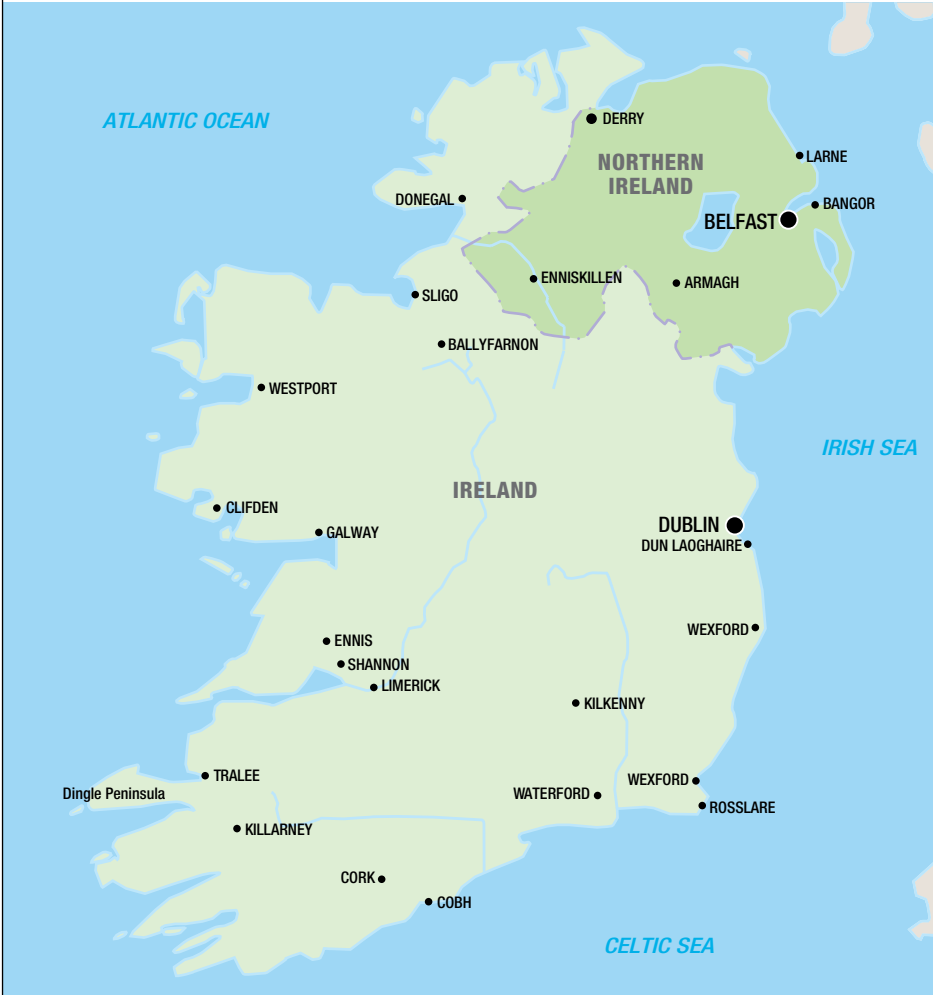 ATLANTIC OCEAN
DERRY
NORTHERN
IRELAND
LARNE
DONEGAL
BANGOR
BELFAST
ENNISKILLEN
ARMAGH
SLIGO
BALLYFARNON
WESTPORT
IRISH SEA
IRELAND
CLIFDEN
GALWAY
DUBLIN
DUN LAOGHAIRE
WEXFORD
ENNIS
SHANNON
LIMERICK
KILKENNY
TRALEE
Dingle Peninsula
WATERFORD
WEXFORD
ROSSLARE
KILLARNEY
CORK
COBH
CELTIC SEA